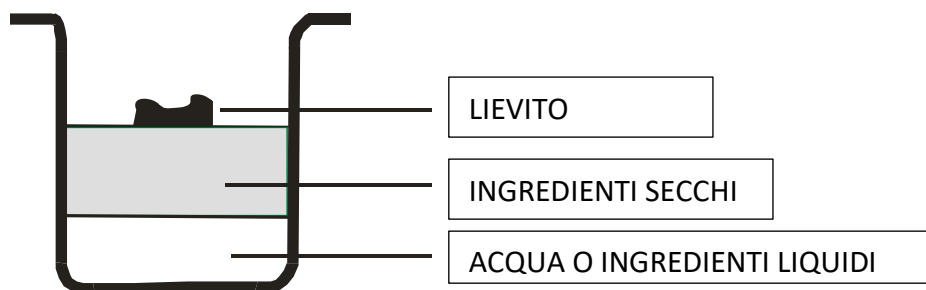 LIEVITO
INGREDIENTI SECCHI
ACQUA O INGREDIENTI LIQUIDI